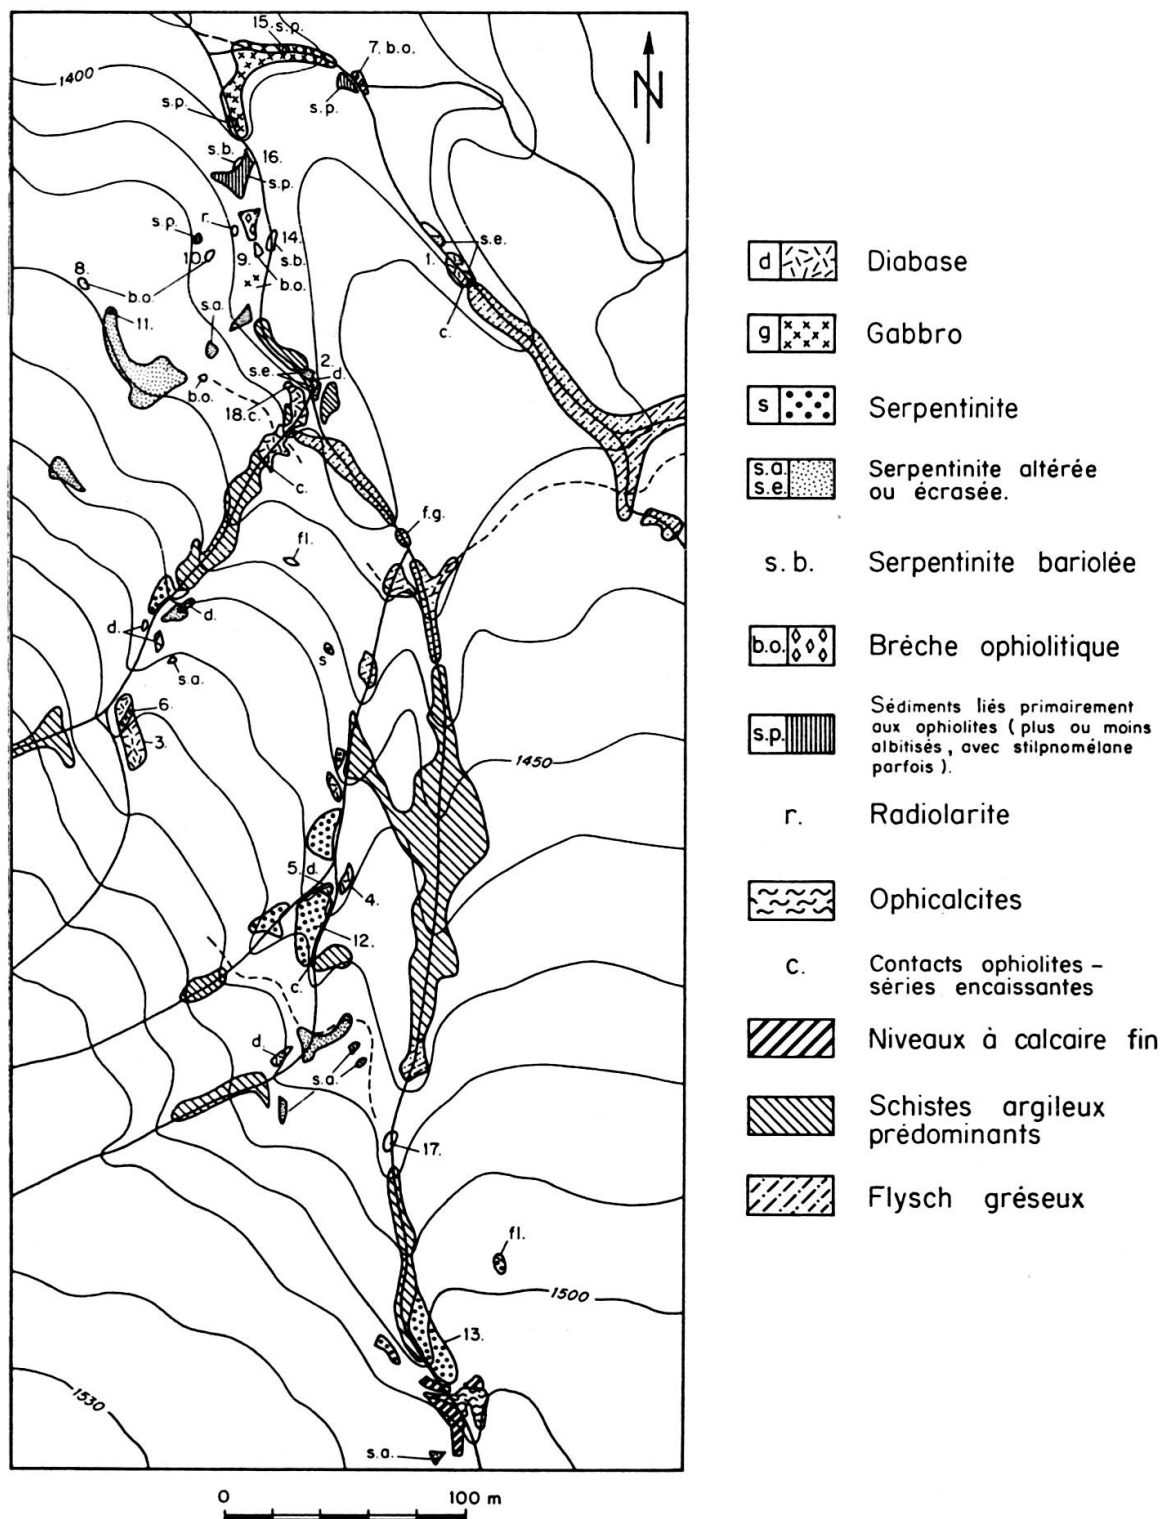 15. s.p.
7. b.o.
N
1400
s.p.
s.p.
s.b.
16.
s.p.
s.p.
r.
14.
s.e.
10.
9.
s.b.
1.
8.
b.o.
b.o.
s.a.
c.
11.
2.
s.e.
d.
b.o.
18. c.
c.
f.g.
fl.
d.
d.
s
s.a.
6.
3.
1450
5. d.
4.
12.
c.
d.
s.a.
17.
fl.
1500
13.
1530
s.a.
0 100 m
d Diabase
g Gabbro
s Serpentinite
s.a. Serpentinite altérée
s.e. ou écrasée.
s. b. Serpentinite bariolée
b.o. Brèche ophiolitique
Sédiments liés primairement
aux ophiolites ( plus ou moins
s.p. albitisés , avec stilpnomélane
parfois ).
r. Radiolarite
Ophicalcites
c. Contacts ophiolites –
séries encaissantes
Niveaux à calcaire fin
Schistes argileux
prédominants
Flysch gréseux